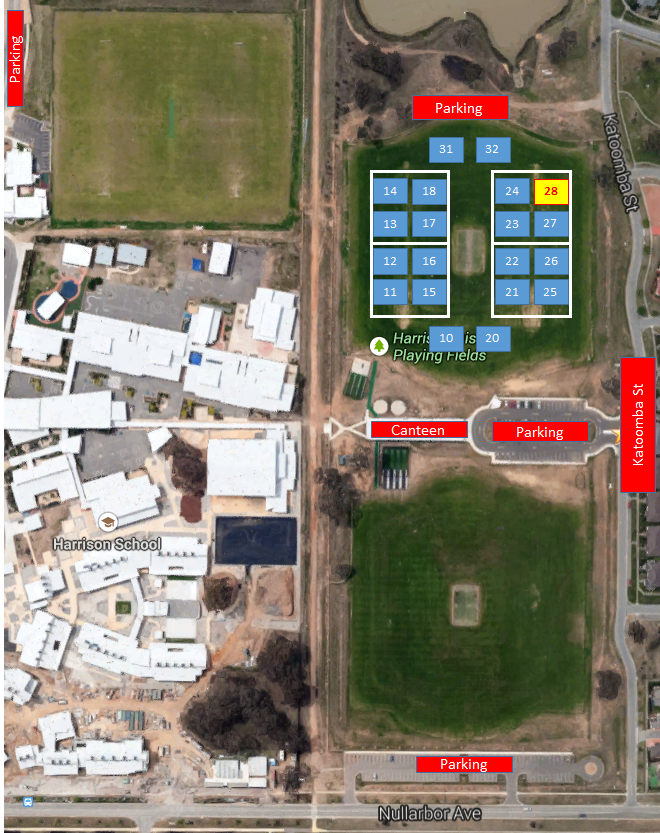 Parking
Parking
Katoomba St
31 32
14 18 24 28
13 17 23 27
12 16 22 26
11 15 21 25
10 20
Playing Fields
Canteen
Parking
Katoomba St
Harrison School
Parking
Nullarbor Ave